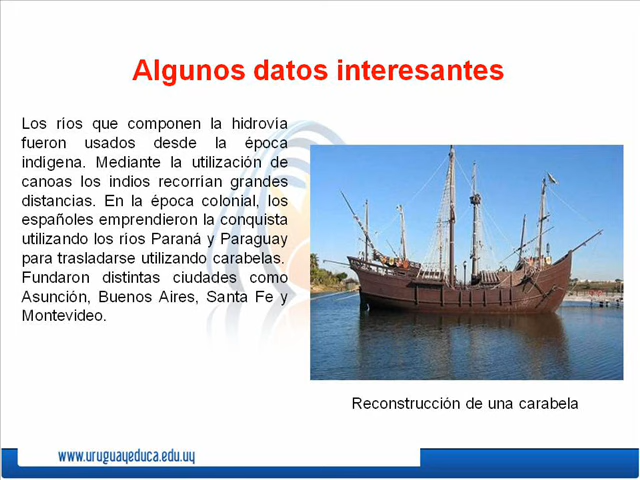 Algunos datos interesantes
Los ríos que componen la hidrovía
fueron usados desde la época
indígena. Mediante la utilización de
canoas los indios recorrían grandes
distancias. En la época colonial, los
españoles emprendieron la conquista
utilizando los ríos Paraná y Paraguay
para trasladarse utilizando carabelas.
Fundaron distintas ciudades como
Asunción, Buenos Aires, Santa Fe y
Montevideo.
Reconstrucción de una carabela
www.uruguayeduca.edu.uy